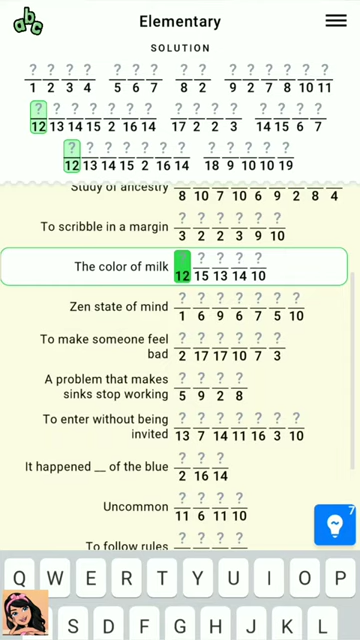 abc
Elementary
SOLUTION
? ? ? ? ? ? ? ? ? ? ? ? ? ? ?
1 2 3 4 5 6 7 8 2 9 2 7 8 10 11
? ? ? ? ? ? ? ? ? ? ? ? ? ? ?
12 13 14 15 2 16 14 17 2 2 3 14 15 6 7
? ? ? ? ? ? ? ? ? ? ? ?
12 13 14 15 2 16 14 18 9 10 10 19
Study of ancestry
8 10 7 10 6 9 2 8 4
To scribble in a margin
? ? ? ? ? ?
3 2 2 3 9 10
The color of milk
? ? ? ? ?
12 15 13 14 10
Zen state of mind
? ? ? ? ? ? ?
1 6 9 6 7 5 10
To make someone feel
bad
? ? ? ? ? ?
2 17 17 10 7 3
A problem that makes
sinks stop working
? ? ? ?
5 9 2 8
To enter without being
invited
? ? ? ? ? ? ?
13 7 14 11 16 3 10
It happened __ of the blue
? ? ?
2 16 14
Uncommon
? ? ? ?
11 6 11 10
To follow rules
7
Q W E R T Y U I O P
S D F G H J K L